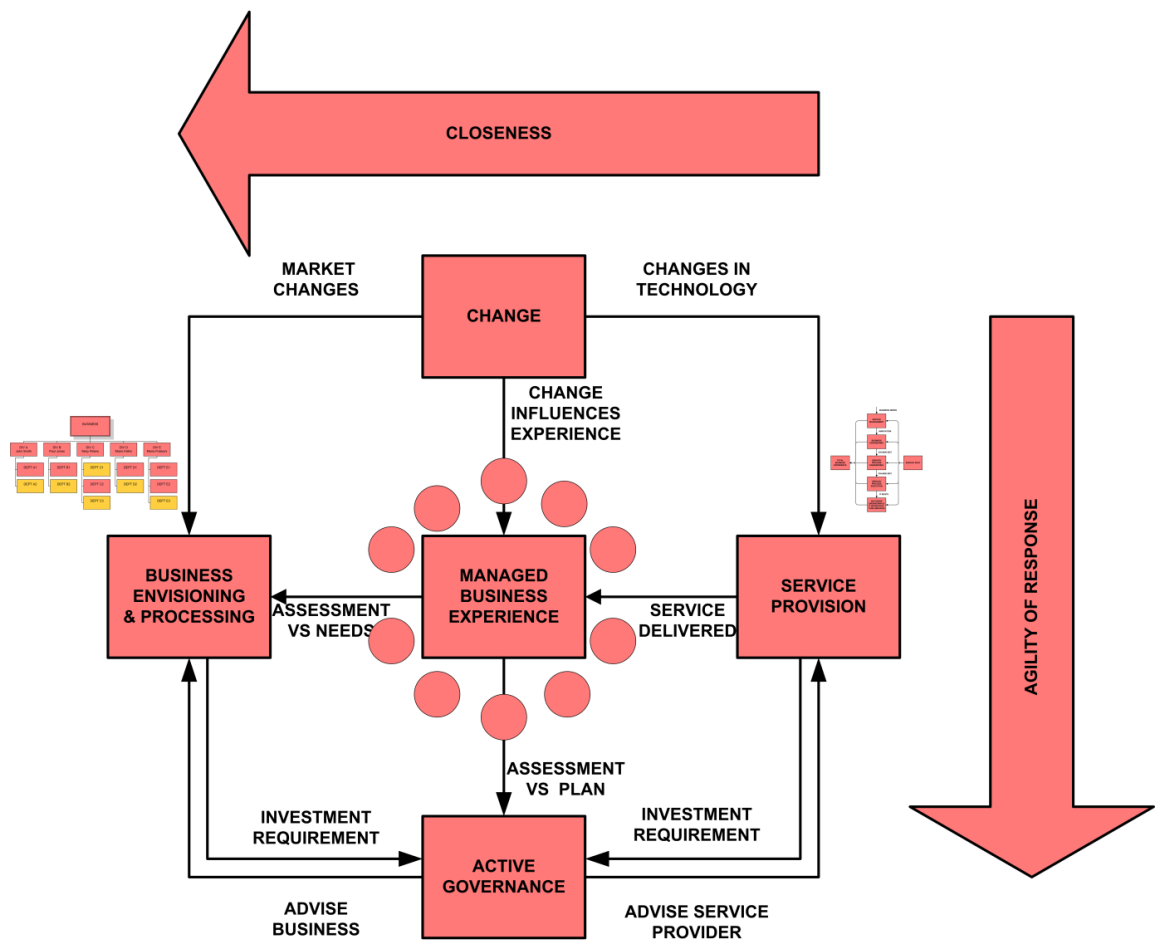 CLOSENESS
MARKET
CHANGES
CHANGES IN
TECHNOLOGY
CHANGE
CHANGE
INFLUENCES
EXPERIENCE
BUSINESS
BUSINESS
ENVISIONING
& PROCESSING
ASSESSMENT
VS NEEDS
MANAGED
BUSINESS
EXPERIENCE
SERVICE
DELIVERED
SERVICE
PROVISION
AGILITY OF RESPONSE
ASSESSMENT
VS PLAN
INVESTMENT
REQUIREMENT
INVESTMENT
REQUIREMENT
ACTIVE
GOVERNANCE
ADVISE
BUSINESS
ADVISE SERVICE
PROVIDER